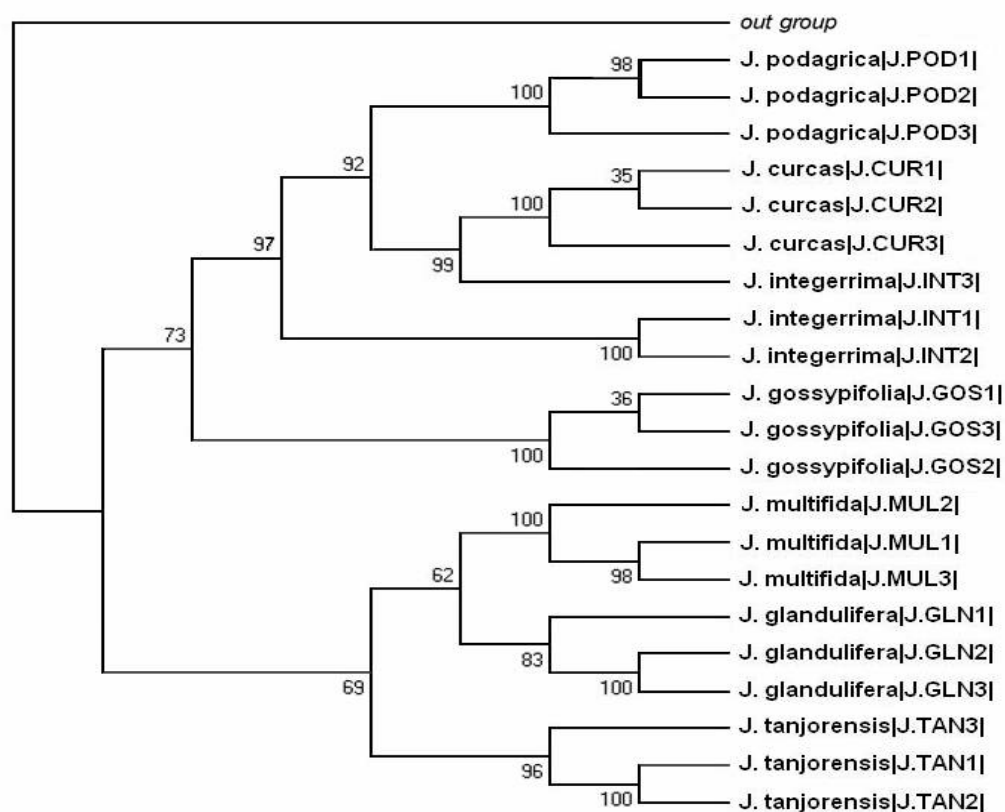 out group
98
J. podagrica|J.POD1|
J. podagrica|J.POD2|
100
J. podagrica|J.POD3|
92
35
J. curcas|J.CUR1|
J. curcas|J.CUR2|
100
J. curcas|J.CUR3|
97
99
J. integerrima|J.INT3|
J. integerrima|J.INT1|
73
100
J. integerrima|J.INT2|
36
J. gossypifolia|J.GOS1|
J. gossypifolia|J.GOS3|
100
J. gossypifolia|J.GOS2|
100
J. multifida|J.MUL2|
J. multifida|J.MUL1|
62
98
J. multifida|J.MUL3|
J. glandulifera|J.GLN1|
83
J. glandulifera|J.GLN2|
69
100
J. glandulifera|J.GLN3|
J. tanjorensis|J.TAN3|
96
J. tanjorensis|J.TAN1|
100
J. tanjorensis|J.TAN2|